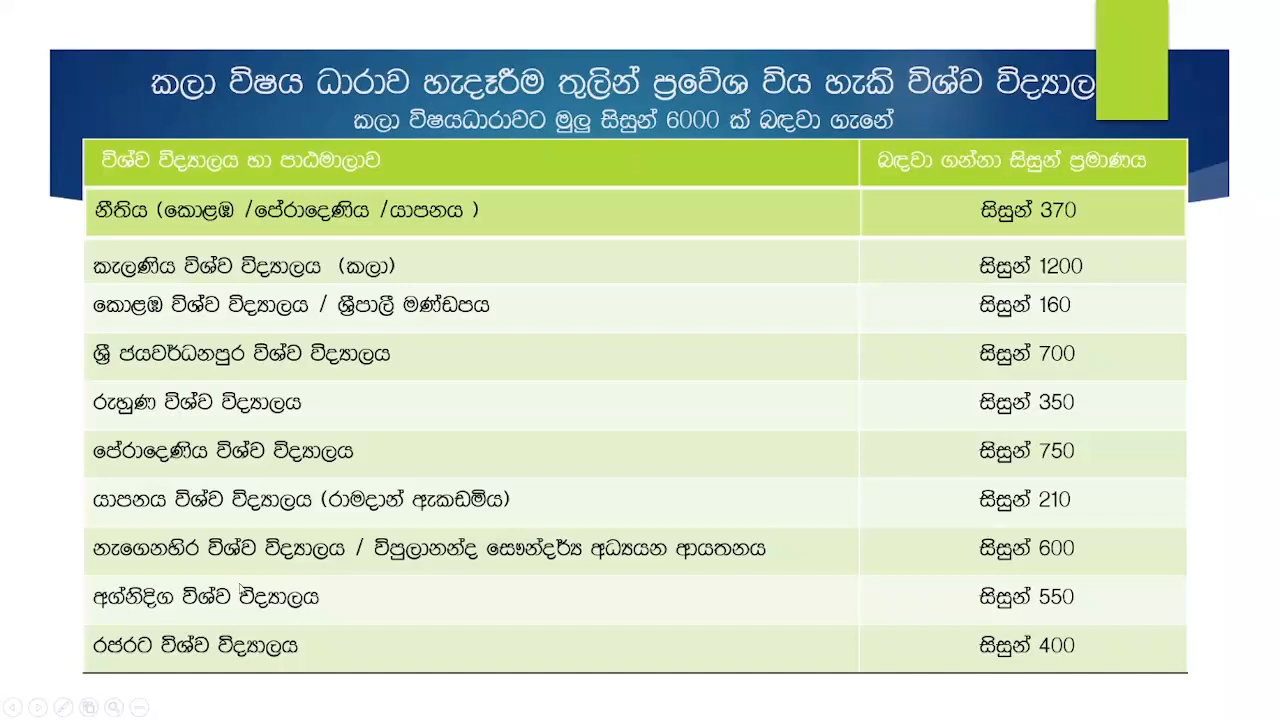 කලා විෂය ධාරාව හැදෑරීම තුලින් ප්‍රවේශ විය හැකි විශ්ව විද්‍යාල
කලා විෂයධාරාවට මුලු සිසුන් 6000 ක් බඳවා ගැනේ
විශ්ව විද්‍යාලය හා පාඨමාලාව බඳවා ගන්නා සිසුන් ප්‍රමාණය
නීතිය (කොළඹ /පේරාදෙණිය /යාපනය ) සිසුන් 370
කැලණිය විශ්ව විද්‍යාලය (කලා) සිසුන් 1200
කොළඹ විශ්ව විද්‍යාලය / ශ්‍රීපාලී මණ්ඩපය සිසුන් 160
ශ්‍රී ජයවර්ධනපුර විශ්ව විද්‍යාලය සිසුන් 700
රුහුණ විශ්ව විද්‍යාලය සිසුන් 350
පේරාදෙණිය විශ්ව විද්‍යාලය සිසුන් 750
යාපනය විශ්ව විද්‍යාලය (රාමදාන් ඇකඩමිය) සිසුන් 210
නැගෙනහිර විශ්ව විද්‍යාලය / විපුලානන්ද සෞන්දර්ය අධ්‍යයන ආයතනය සිසුන් 600
අග්නිදිග විශ්ව විද්‍යාලය සිසුන් 550
රජරට විශ්ව විද්‍යාලය සිසුන් 400